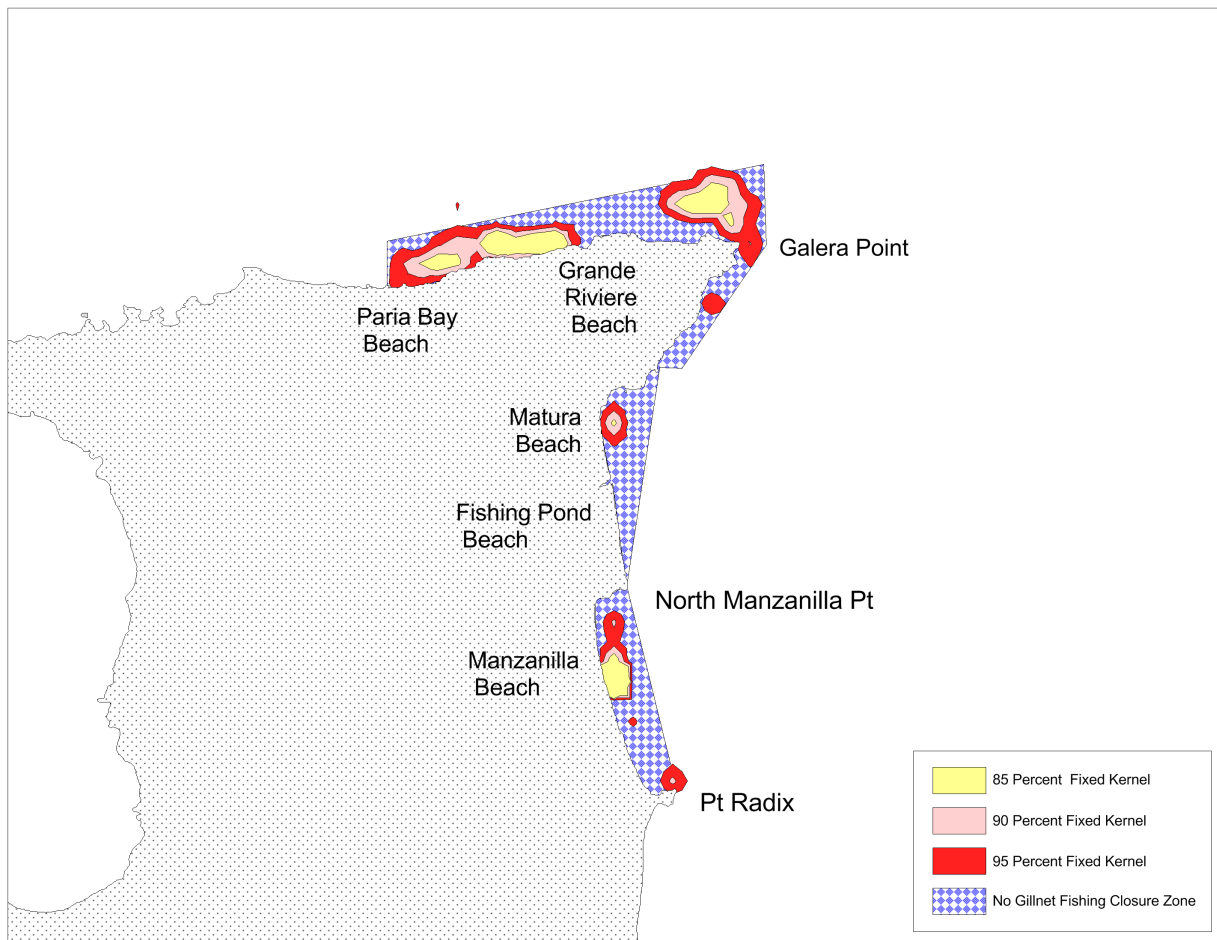 Galera Point
Grande
Riviere
Beach
Paria Bay
Beach
Matura
Beach
Fishing Pond
Beach
North Manzanilla Pt
Manzanilla
Beach
Pt Radix
85 Percent Fixed Kernel
90 Percent Fixed Kernel
95 Percent Fixed Kernel
No Gillnet Fishing Closure Zone